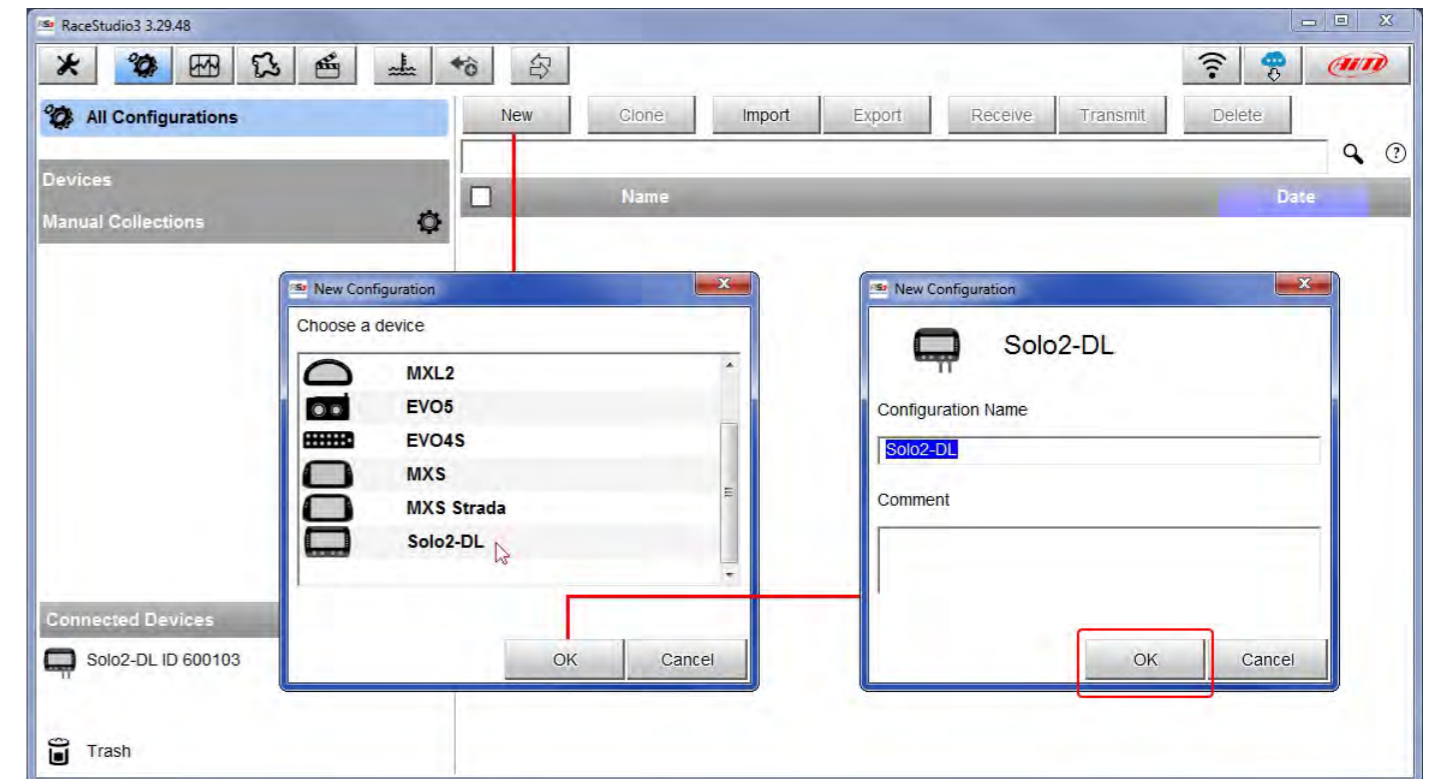 RaceStudio3 3.29.48
AiM
All Configurations
New Clone Import Export Receive Transmit Delete
Devices
Manual Collections
Name Date
New Configuration
Choose a device
MXL2
EVO5
EVO4S
MXS
MXS Strada
Solo2-DL
OK Cancel
New Configuration
Solo2-DL
Configuration Name
Solo2-DL
Comment
OK Cancel
Connected Devices
Solo2-DL ID 600103
Trash